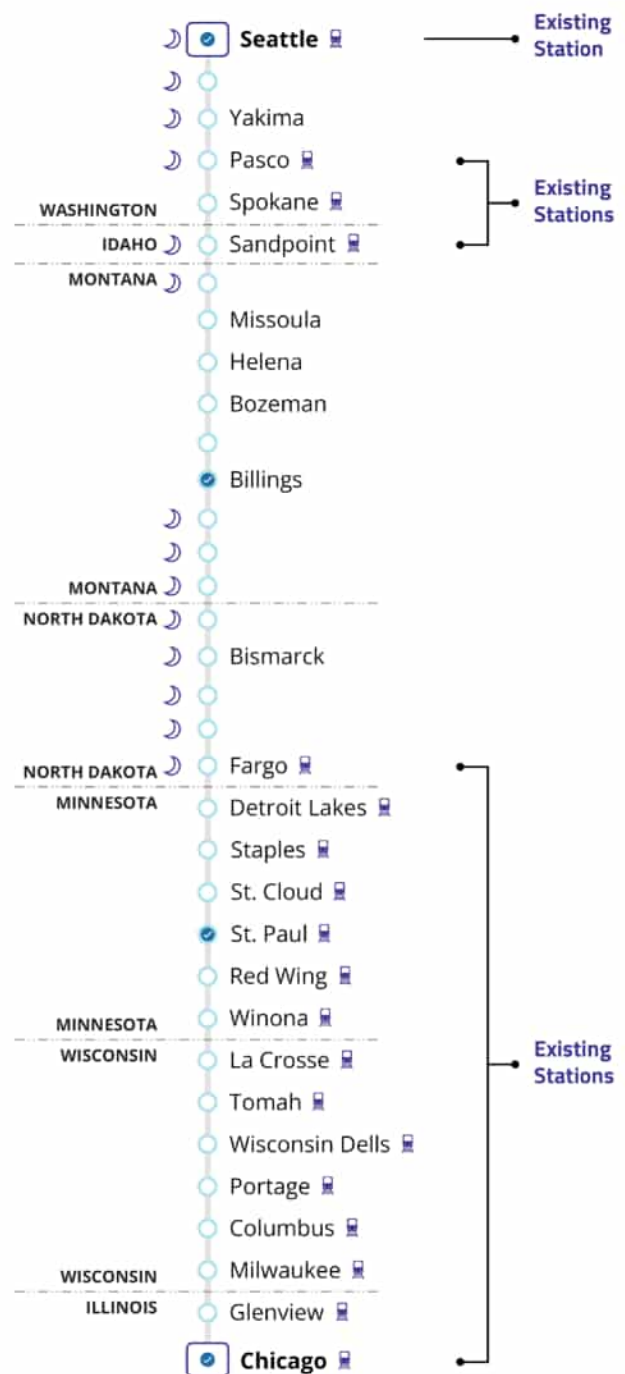 Seattle
Existing
Station
Yakima
Pasco
Spokane
Existing
Stations
WASHINGTON
IDAHO
Sandpoint
MONTANA
Missoula
Helena
Bozeman
Billings
MONTANA
NORTH DAKOTA
Bismarck
Fargo
NORTH DAKOTA
MINNESOTA
Detroit Lakes
Staples
St. Cloud
St. Paul
Red Wing
Winona
MINNESOTA
WISCONSIN
La Crosse
Existing
Stations
Tomah
Wisconsin Dells
Portage
Columbus
Milwaukee
WISCONSIN
ILLINOIS
Glenview
Chicago